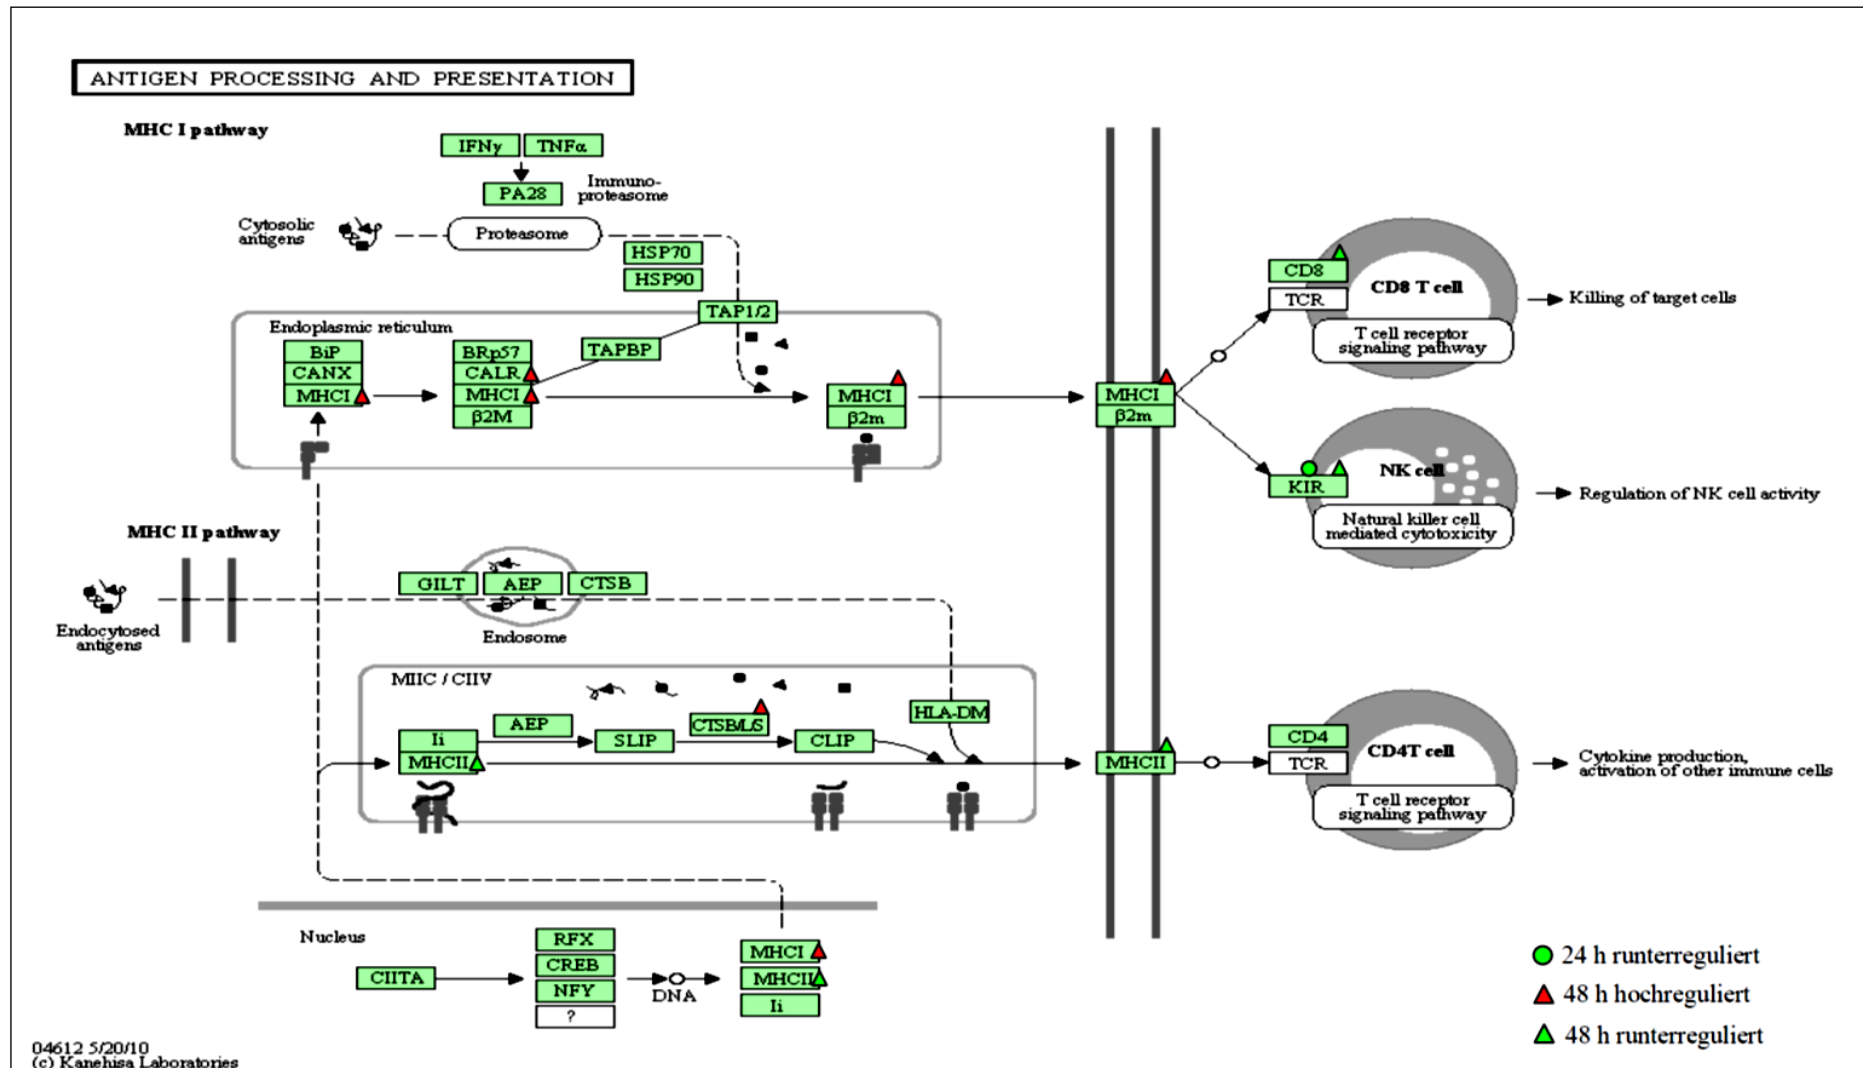 ANTIGEN PROCESSING AND PRESENTATION
MHC I pathway
IFNγ
TNFα
PA28
Immuno-
proteasome
Cytosolic
antigens
Proteasome
HSP70
HSP90
TAP1/2
Endoplasmic reticulum
BiP
CANX
MHCI
BRp57
CALR
MHCI
β2M
TAPBP
MHCI
β2m
MHCI
β2m
CD8
TCR
CD8 T cell
T cell receptor
signaling pathway
Killing of target cells
KIR
NK cell
Natural killer cell
mediated cytotoxicity
Regulation of NK cell activity
MHC II pathway
Endocytosed
antigens
GILT
AEP
CTSB
Endosome
MIIC / CIIV
Ii
MHCII
AEP
SLIP
CTSB/L/S
CLIP
HLA-DM
MHCII
CD4
TCR
CD4T cell
T cell receptor
signaling pathway
Cytokine production,
activation of other immune cells
Nucleus
CIITA
RFX
CREB
NFY
?
DNA
MHCI
MHCII
Ii
24 h runterreguliert
48 h hochreguliert
48 h runterreguliert
04612 5/20/10
(c) Kanehisa Laboratories